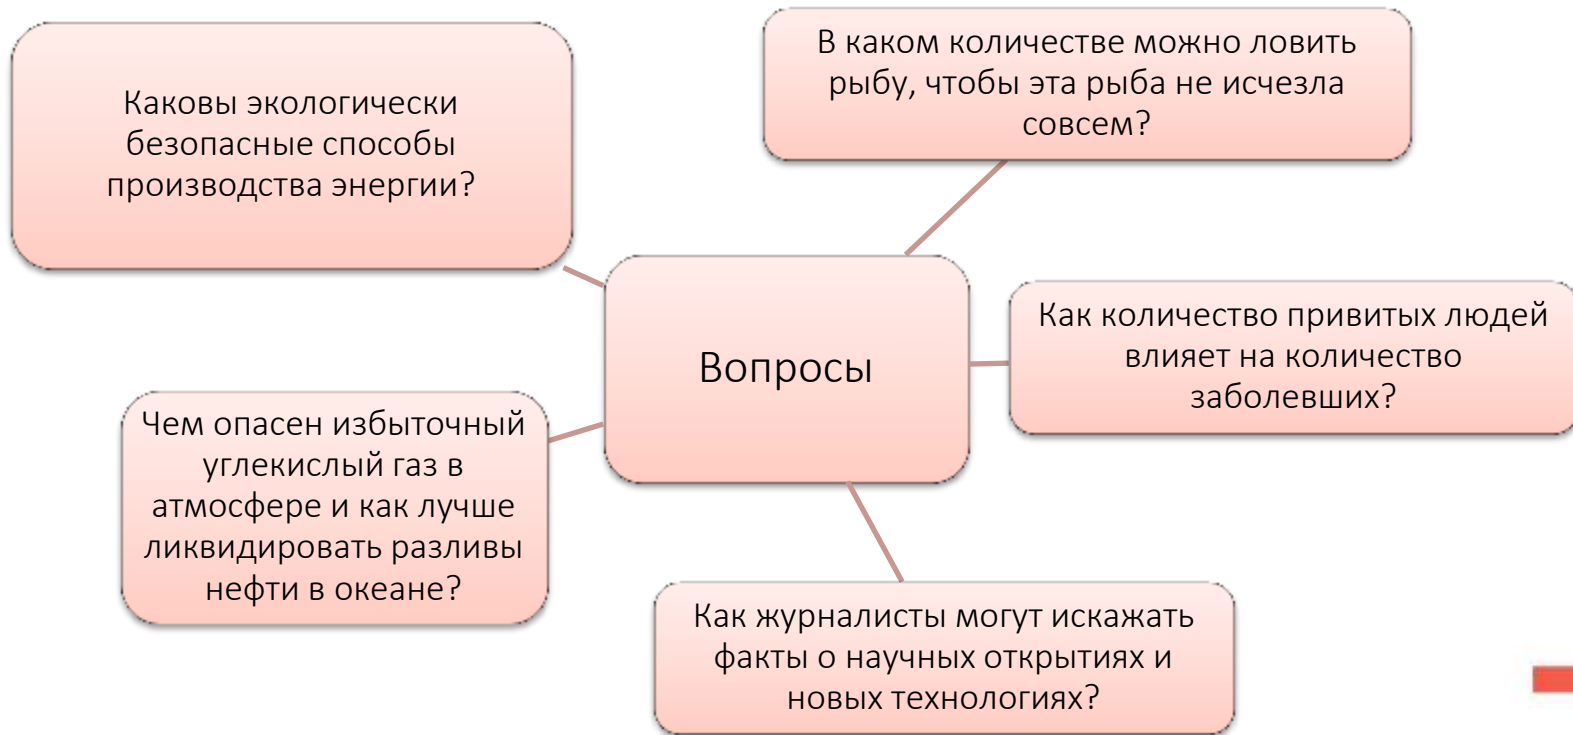 Каковы экологически
безопасные способы
производства энергии?
В каком количестве можно ловить
рыбу, чтобы эта рыба не исчезла
совсем?
Вопросы
Как количество привитых людей
влияет на количество
заболевших?
Чем опасен избыточный
углекислый газ в
атмосфере и как лучше
ликвидировать разливы
нефти в океане?
Как журналисты могут искажать
факты о научных открытиях и
новых технологиях?